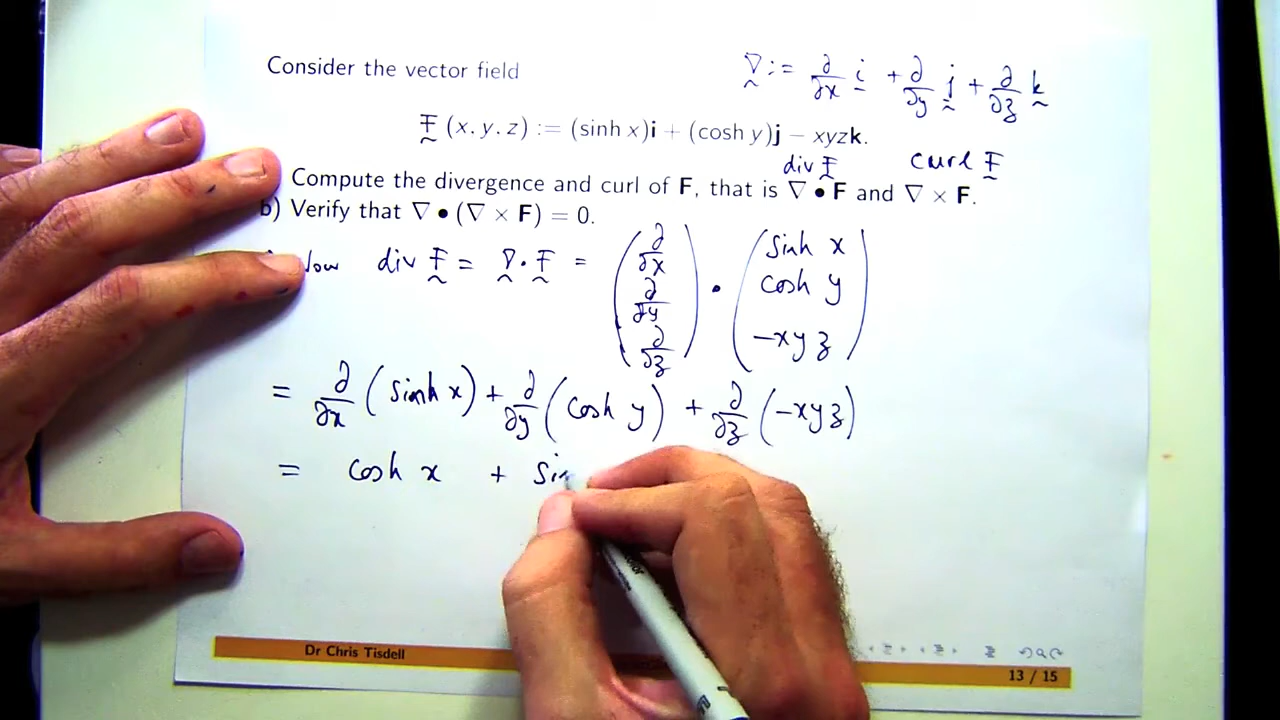 Consider the vector field
∇ := ∂/∂x i + ∂/∂y j + ∂/∂z k
F (x, y, z) := (sinh x)i + (cosh y)j − xyzk.
div F curl F
Compute the divergence and curl of F, that is ∇ • F and ∇ × F.
b) Verify that ∇ • (∇ × F) = 0.
div F = ∇ · F = (∂/∂x ∂/∂y ∂/∂z) • (sinh x cosh y −xyz)
= ∂/∂x (sinh x) + ∂/∂y (cosh y) + ∂/∂z (−xyz)
= cosh x + sin
Dr Chris Tisdell
13 / 15